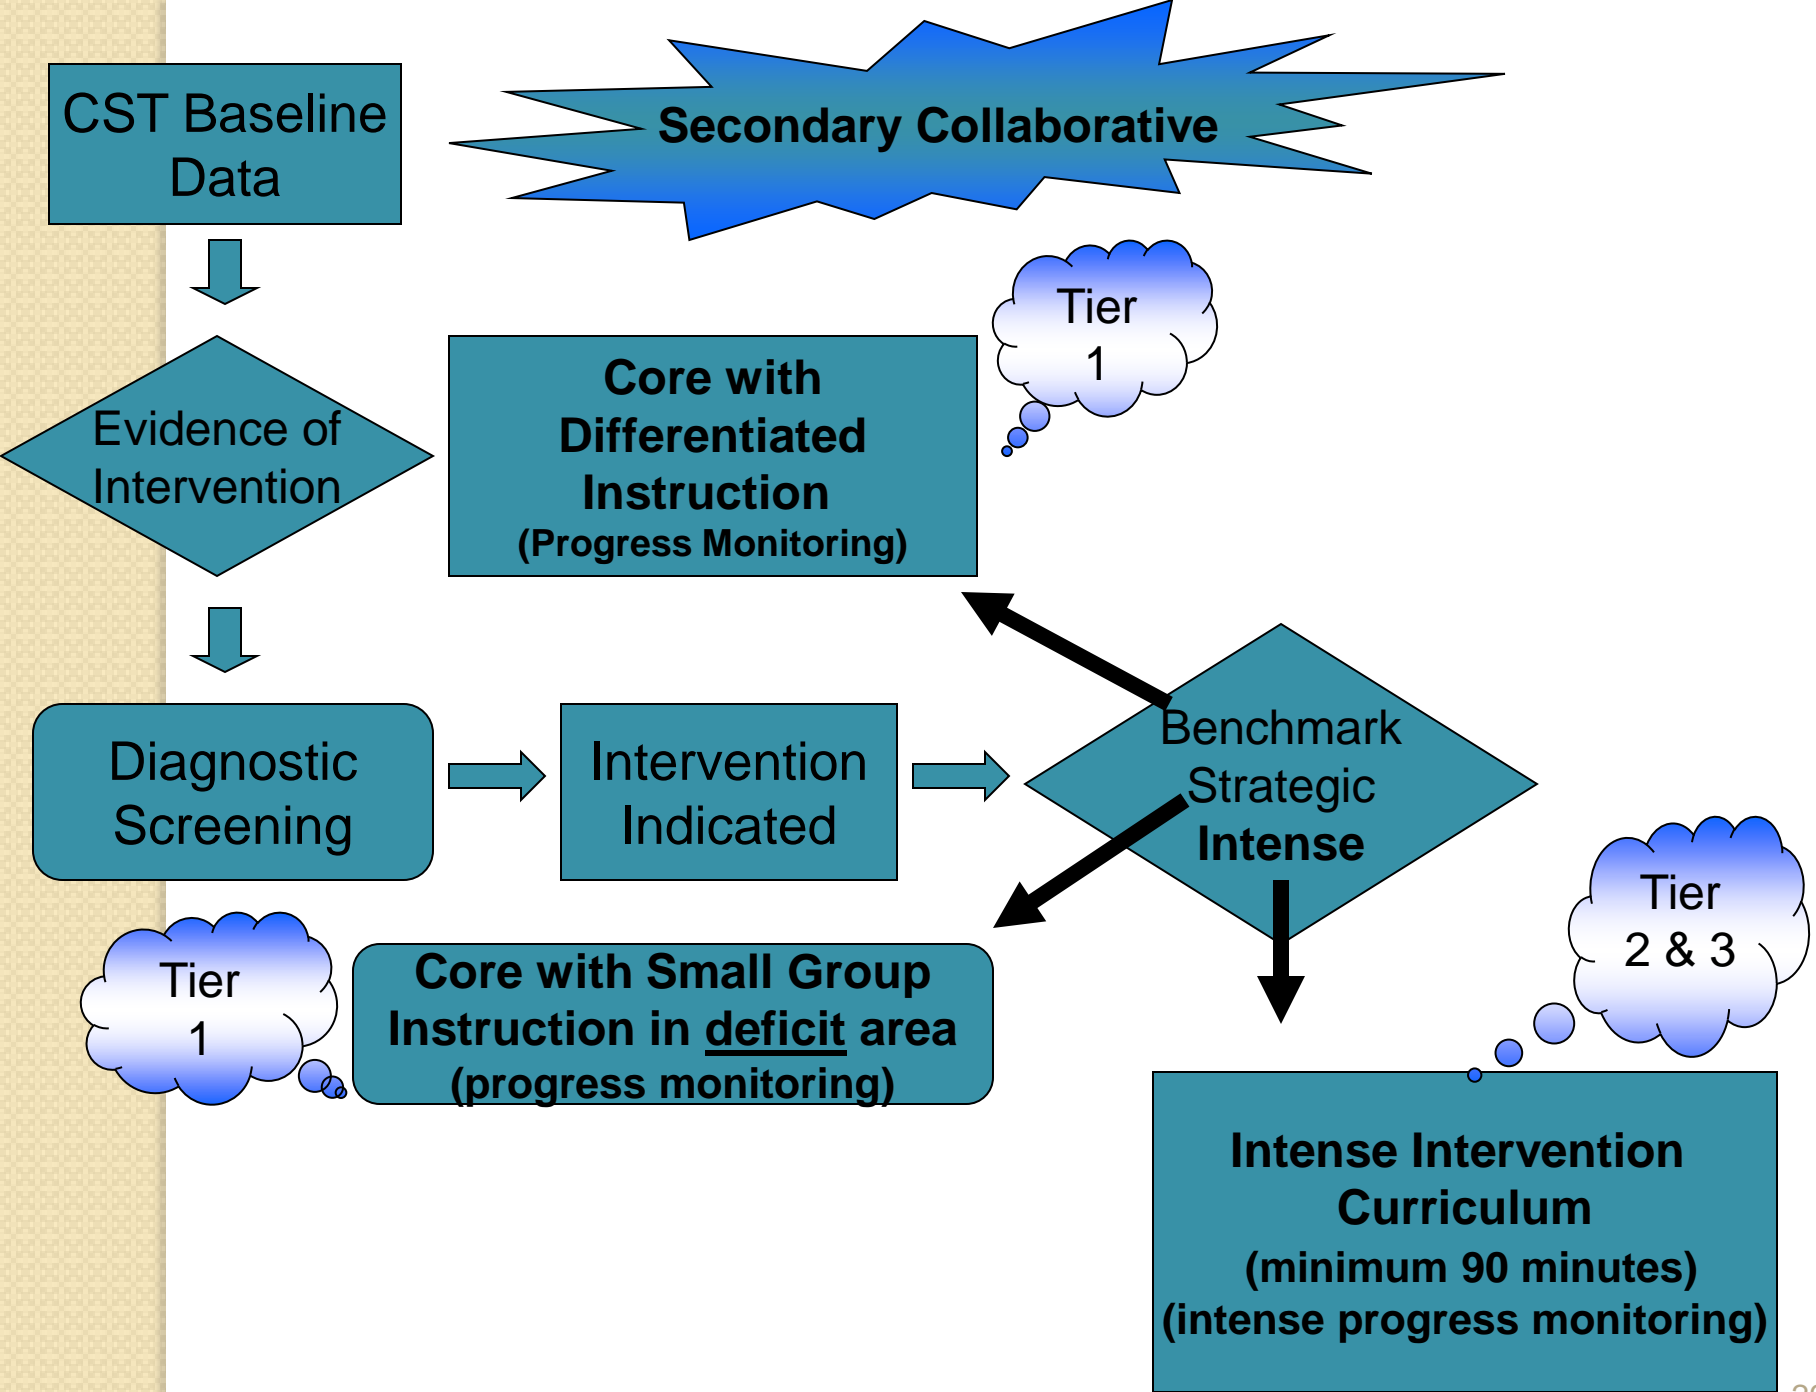 CST Baseline
Data
Secondary Collaborative
Tier
1
Evidence of
Intervention
Core with
Differentiated
Instruction
(Progress Monitoring)
Diagnostic
Screening
Intervention
Indicated
Benchmark
Strategic
Intense
Tier
2 & 3
Tier
1
Core with Small Group
Instruction in deficit area
(progress monitoring)
Intense Intervention
Curriculum
(minimum 90 minutes)
(intense progress monitoring)